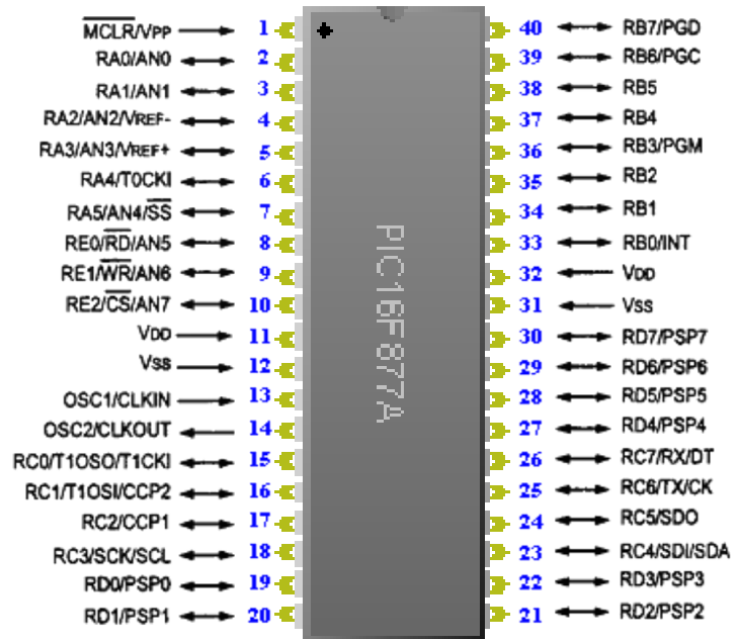 MCLR/VPP 1
RA0/AN0 2
RA1/AN1 3
RA2/AN2/VREF- 4
RA3/AN3/VREF+ 5
RA4/T0CKI 6
RA5/AN4/SS 7
RE0/RD/AN5 8
RE1/WR/AN6 9
RE2/CS/AN7 10
VDD 11
VSS 12
OSC1/CLKIN 13
OSC2/CLKOUT 14
RC0/T1OSO/T1CKI 15
RC1/T1OSI/CCP2 16
RC2/CCP1 17
RC3/SCK/SCL 18
RD0/PSP0 19
RD1/PSP1 20
PIC16F877A
40 RB7/PGD
39 RB6/PGC
38 RB5
37 RB4
36 RB3/PGM
35 RB2
34 RB1
33 RB0/INT
32 VDD
31 VSS
30 RD7/PSP7
29 RD6/PSP6
28 RD5/PSP5
27 RD4/PSP4
26 RC7/RX/DT
25 RC6/TX/CK
24 RC5/SDO
23 RC4/SDI/SDA
22 RD3/PSP3
21 RD2/PSP2